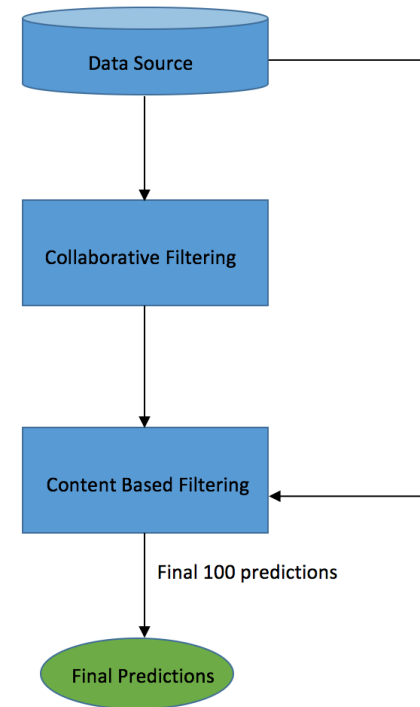 Data Source
Collaborative Filtering
Content Based Filtering
Final 100 predictions
Final Predictions